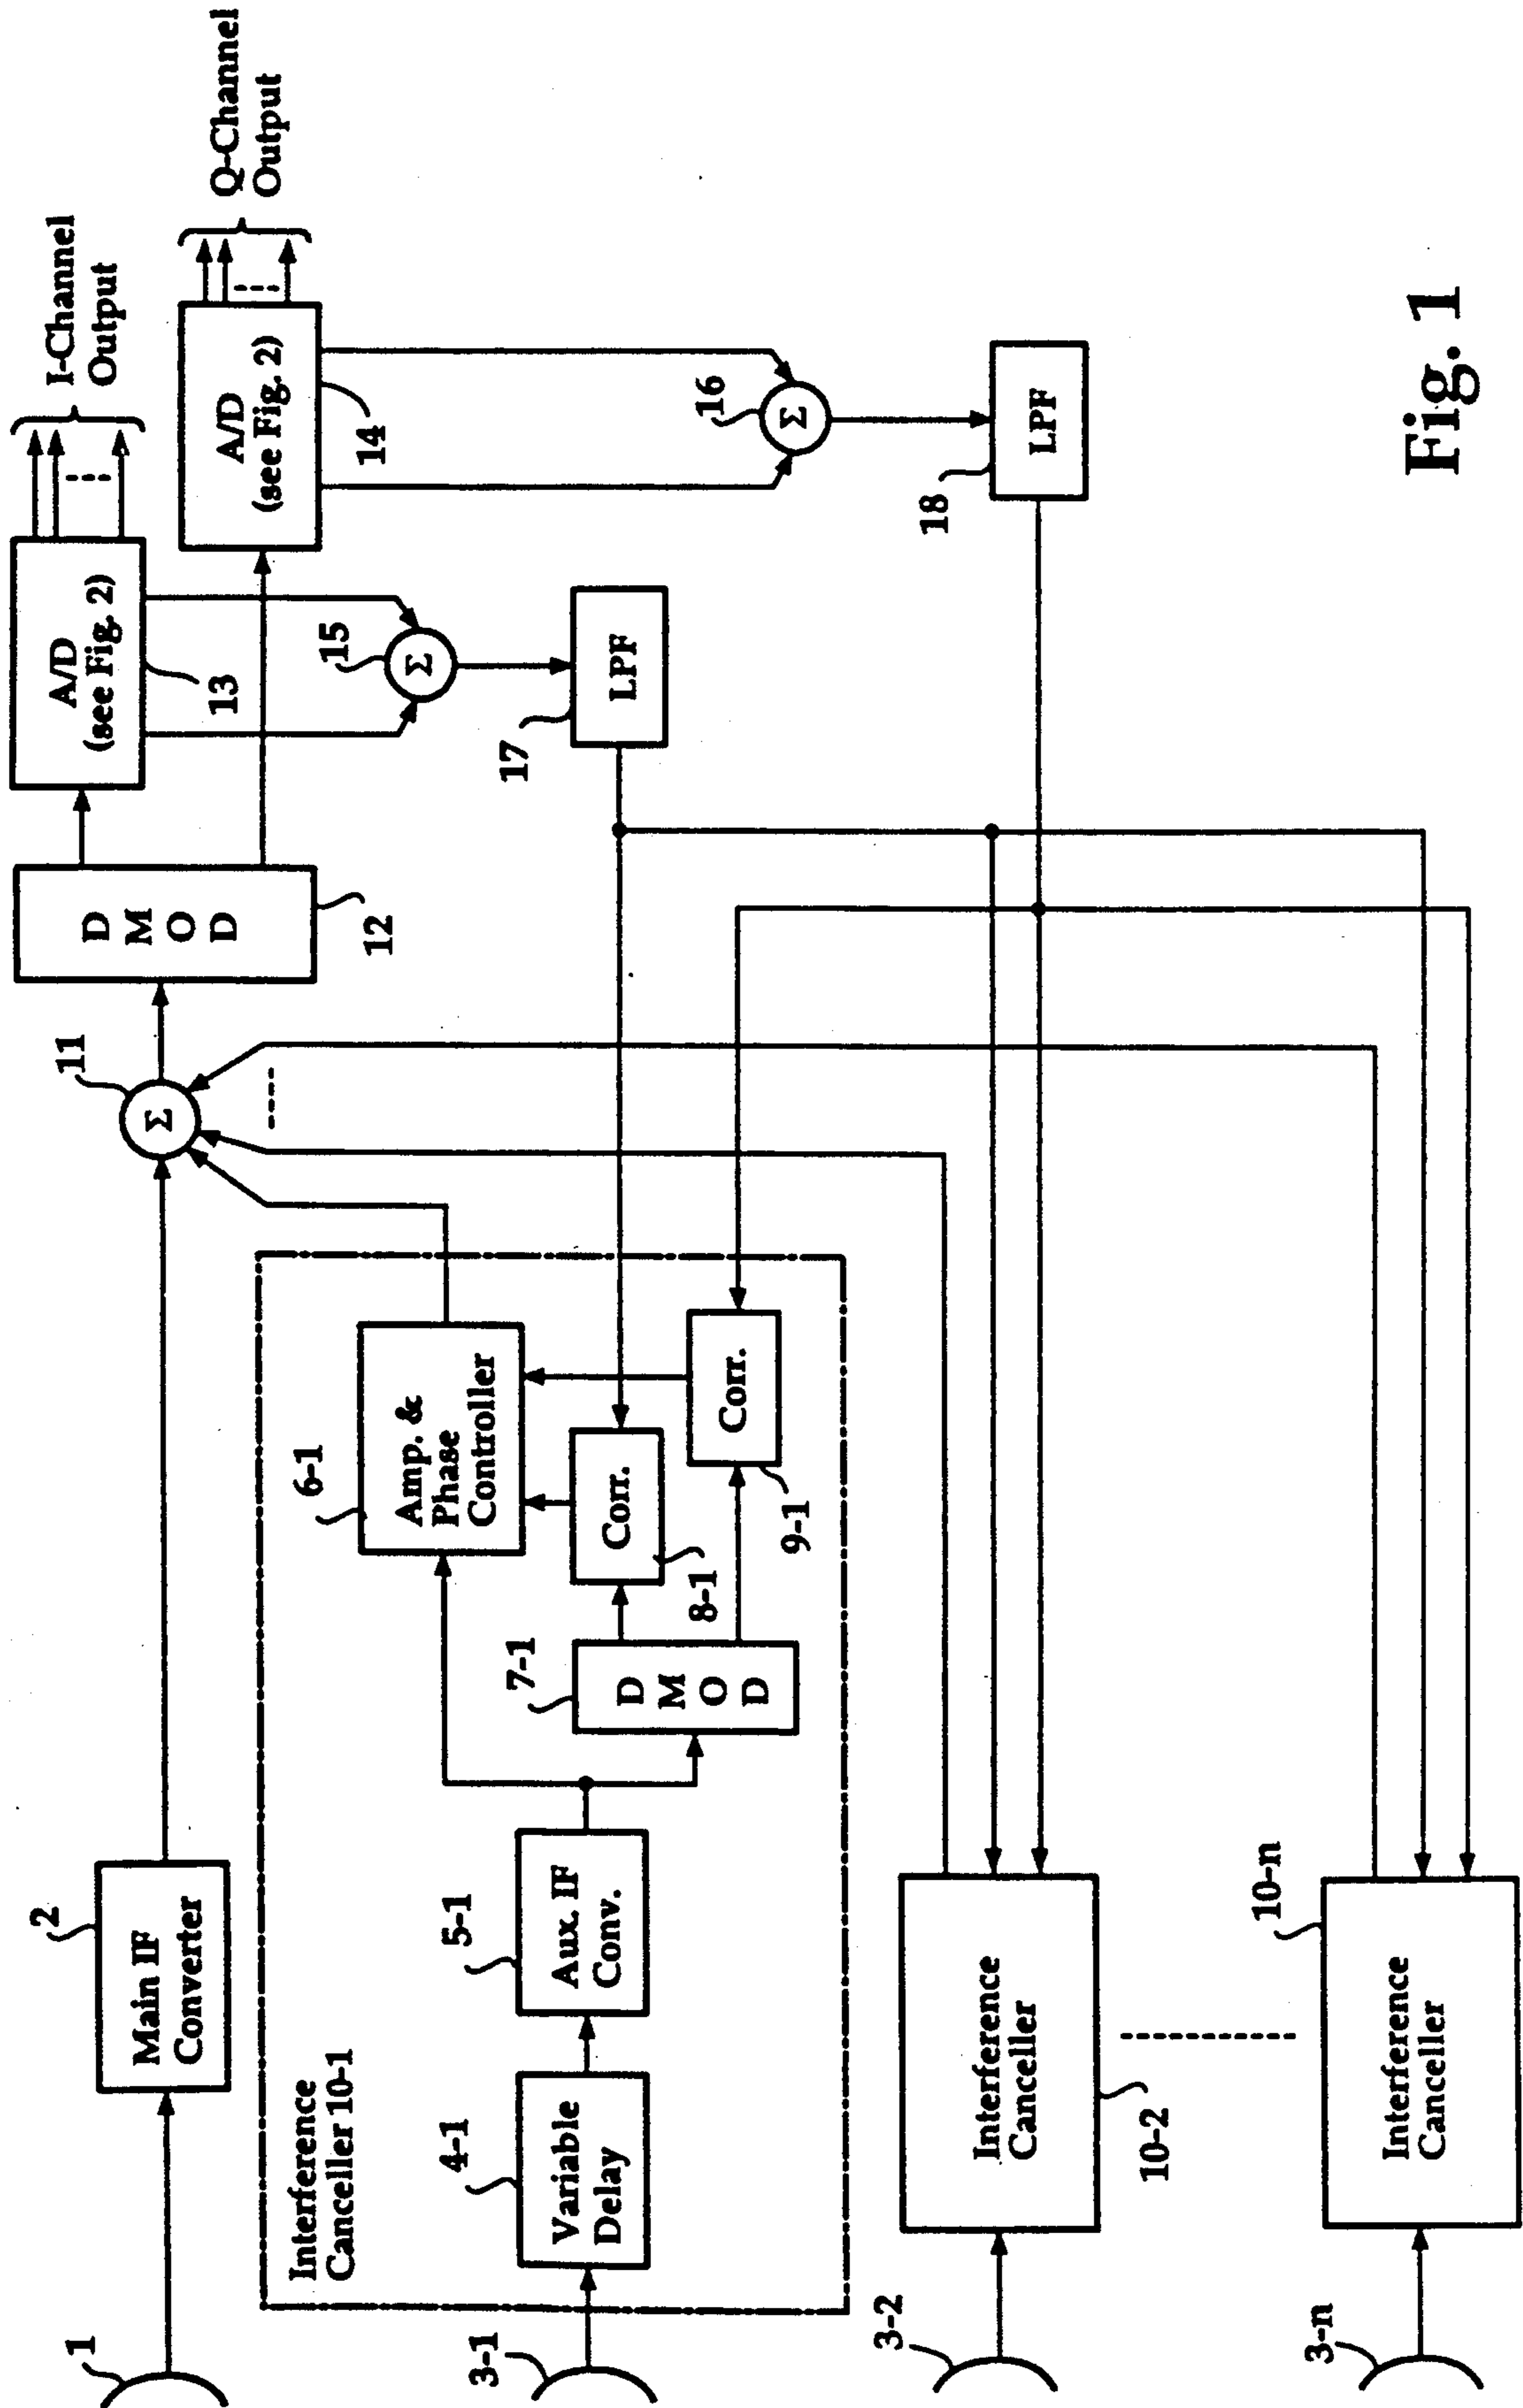 1
2
Main IF
Converter
11
Σ
D
M
O
D
12
A/D
(see Fig. 2)
13
I-Channel
Output
A/D
(see Fig. 2)
14
Q-Channel
Output
15
Σ
17
LPF
16
Σ
18
LPF
Interference
Canceller 10-1
3-1
4-1
Variable
Delay
5-1
Aux. IF
Conv.
6-1
Amp. &
Phase
Controller
7-1
D
M
O
D
Corr.
8-1
Corr.
9-1
3-2
Interference
Canceller
10-2
3-n
Interference
Canceller
10-n
Fig. 1